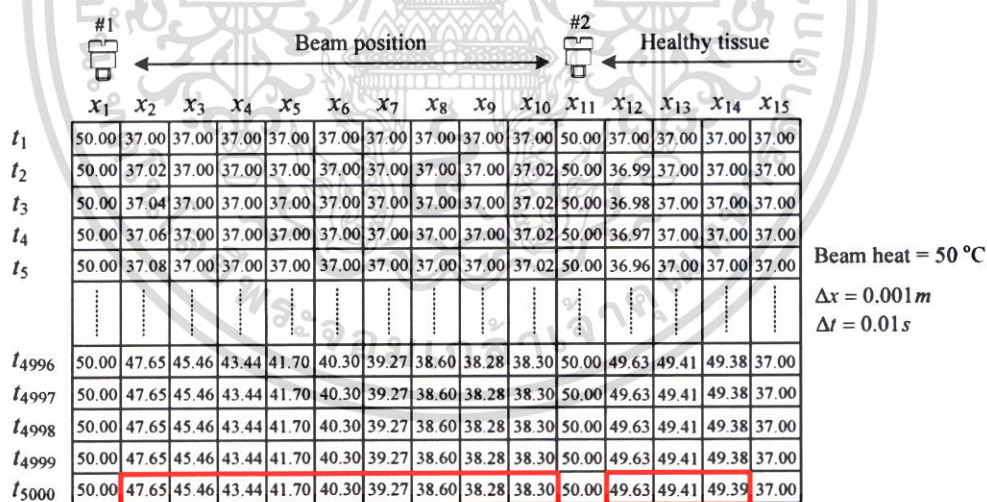 #1 #2
Beam position Healthy tissue
x1 x2 x3 x4 x5 x6 x7 x8 x9 x10 x11 x12 x13 x14 x15
t1 50.00 37.00 37.00 37.00 37.00 37.00 37.00 37.00 37.00 37.00 50.00 37.00 37.00 37.00 37.00
t2 50.00 37.02 37.00 37.00 37.00 37.00 37.00 37.00 37.00 37.02 50.00 36.99 37.00 37.00 37.00
t3 50.00 37.04 37.00 37.00 37.00 37.00 37.00 37.00 37.00 37.02 50.00 36.98 37.00 37.00 37.00
t4 50.00 37.06 37.00 37.00 37.00 37.00 37.00 37.00 37.00 37.02 50.00 36.97 37.00 37.00 37.00
t5 50.00 37.08 37.00 37.00 37.00 37.00 37.00 37.00 37.00 37.02 50.00 36.96 37.00 37.00 37.00
Beam heat = 50 °C
Δx = 0.001m
Δt = 0.01s
t4996 50.00 47.65 45.46 43.44 41.70 40.30 39.27 38.60 38.28 38.30 50.00 49.63 49.41 49.38 37.00
t4997 50.00 47.65 45.46 43.44 41.70 40.30 39.27 38.60 38.28 38.30 50.00 49.63 49.41 49.38 37.00
t4998 50.00 47.65 45.46 43.44 41.70 40.30 39.27 38.60 38.28 38.30 50.00 49.63 49.41 49.38 37.00
t4999 50.00 47.65 45.46 43.44 41.70 40.30 39.27 38.60 38.28 38.30 50.00 49.63 49.41 49.38 37.00
t5000 50.00 47.65 45.46 43.44 41.70 40.30 39.27 38.60 38.28 38.30 50.00 49.63 49.41 49.39 37.00